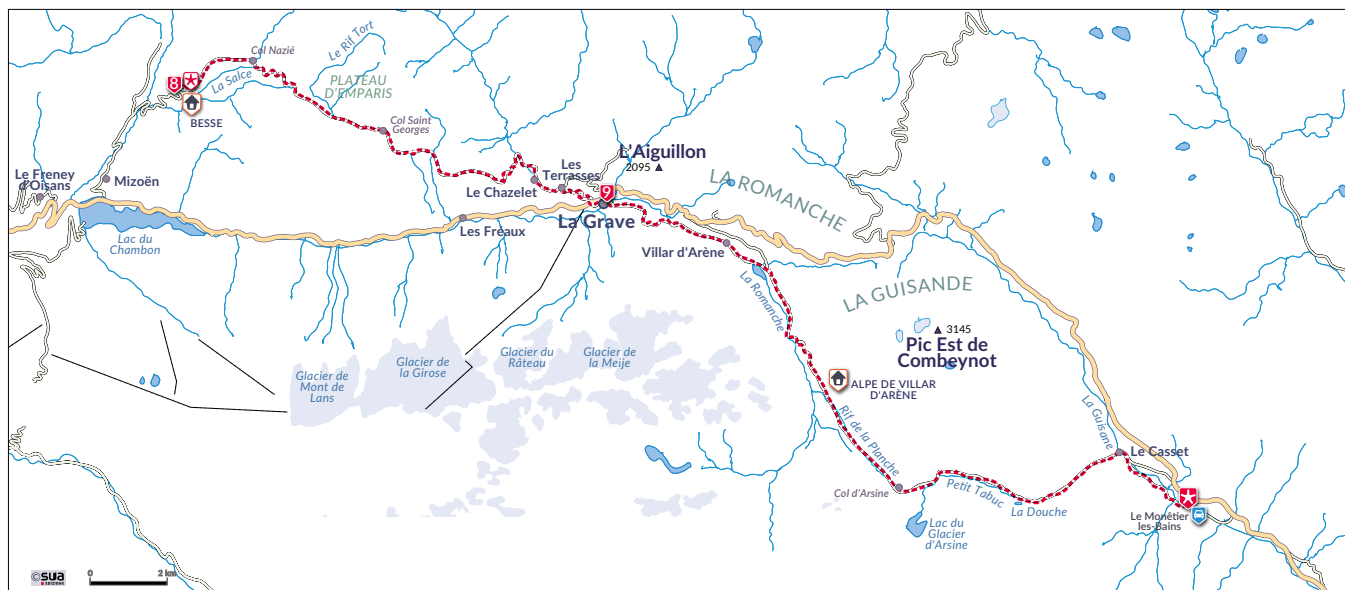 Col Nazié
Le Rif Tort
La Salce
PLATEAU
D'EMPARIS
8
BESSE
Col Saint
Georges
L'Aiguillon
2095
Le Freney
d'Oisans
Mizoën
Les
Terrasses
Le Chazelet
9
LA ROMANCHE
La Grave
Les Fréaux
Lac du
Chambon
Villar d'Arène
La Romanche
LA GUISANDE
3145
Pic Est de
Combeynot
Glacier de
Mont de
Lans
Glacier de
la Girose
Glacier du
Râteau
Glacier de
la Meije
ALPE DE VILLAR
D'ARÈNE
Rif de la Planche
La Guisane
Le Casset
Col d'Arsine
Petit Tabuc
La Douche
Le Monêtier
les-Bains
Lac du
Glacier
d'Arsine
©sua
EDIZIOAK
0 2 km